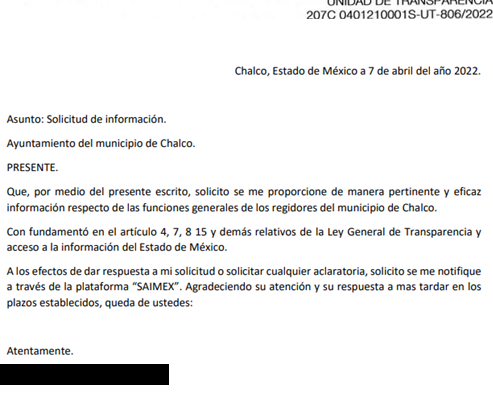 UNIDAD DE TRANSPARENCIA
207C 0401210001S-UT-806/2022
Chalco, Estado de México a 7 de abril del año 2022.
Asunto: Solicitud de información.
Ayuntamiento del municipio de Chalco.
PRESENTE.
Que, por medio del presente escrito, solicito se me proporcione de manera pertinente y eficaz
información respecto de las funciones generales de los regidores del municipio de Chalco.
Con fundamentó en el artículo 4, 7, 8 15 y demás relativos de la Ley General de Transparencia y
acceso a la información del Estado de México.
A los efectos de dar respuesta a mi solicitud o solicitar cualquier aclaratoria, solicito se me notifique
a través de la plataforma “SAIMEX”. Agradeciendo su atención y su respuesta a mas tardar en los
plazos establecidos, queda de ustedes:
Atentamente.